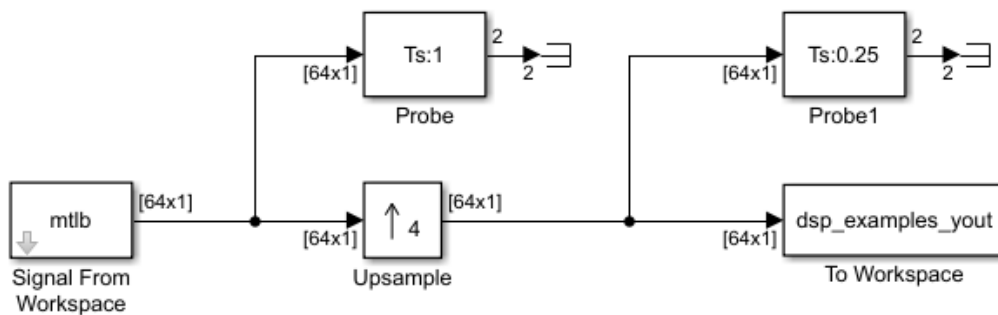 Ts:1
2
[64x1]
2
Probe
Ts:0.25
2
[64x1]
2
Probe1
mtlb
[64x1]
Signal From
Workspace
[64x1]
4
[64x1]
Upsample
[64x1]
dsp_examples_yout
To Workspace